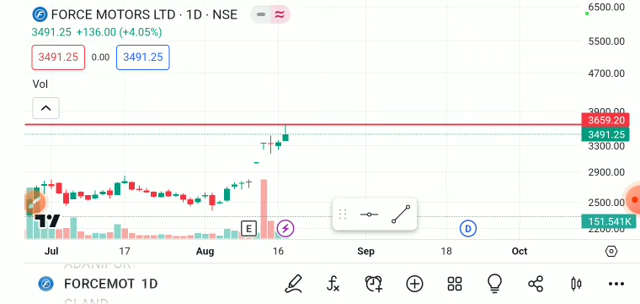 FORCE MOTORS LTD · 1D · NSE
3491.25 +136.00 (+4.05%)
3491.25 0.00 3491.25
Vol
6500.00
5500.00
4700.00
3900.00
3659.20
3491.25
3300.00
2900.00
2500.00
151.541K
2200.00
E D
Jul 17 Aug 16 Sep 18 Oct
ADANIPOR
FORCEMOT 1D
GLAND